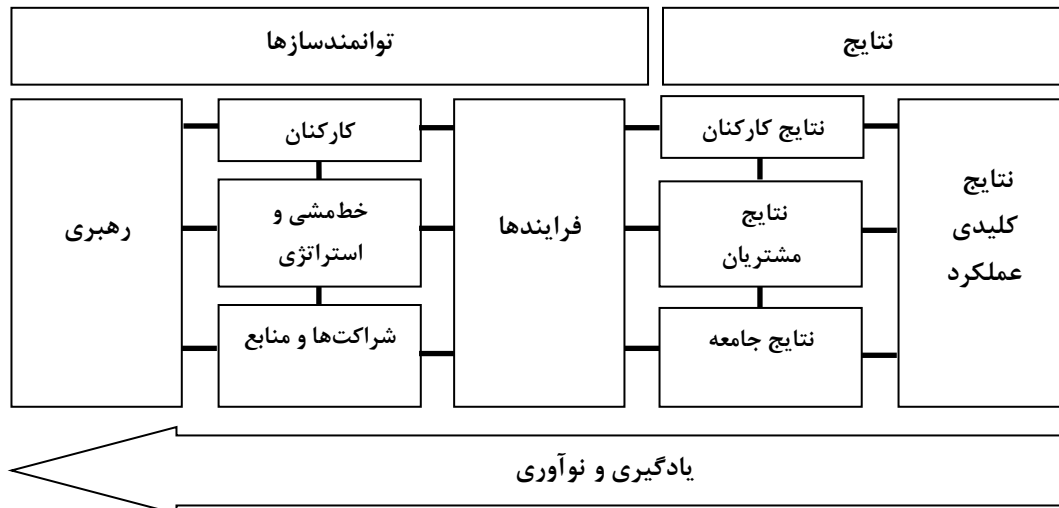 توانمندسازها
نتایج
رهبری
کارکنان
خط‌مشی و
استراتژی
شراکت‌ها و منابع
فرایندها
نتایج کارکنان
نتایج
مشتریان
نتایج جامعه
نتایج
کلیدی
عملکرد
یادگیری و نوآوری